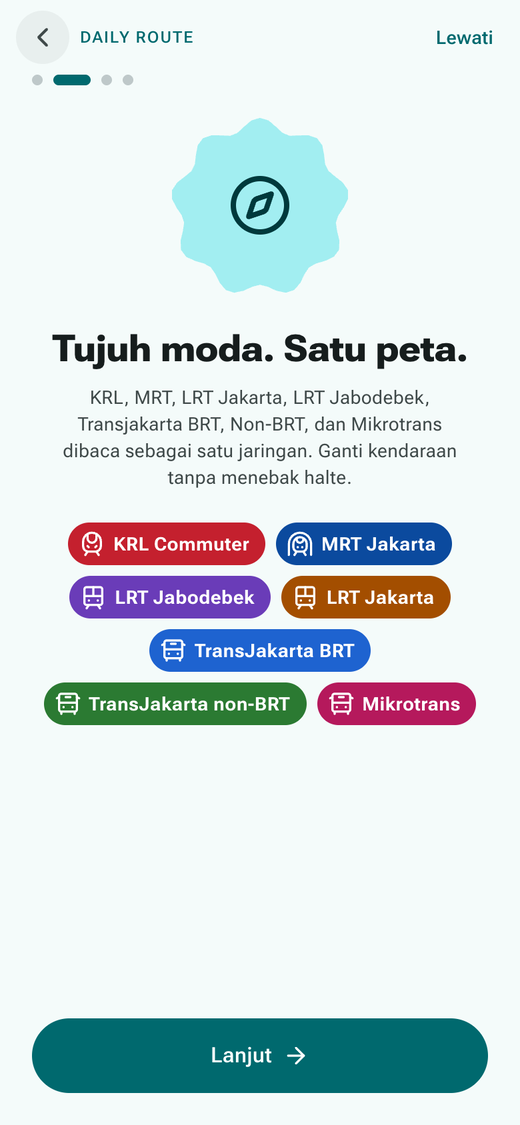 DAILY ROUTE
Lewati
Tujuh moda. Satu peta.
KRL, MRT, LRT Jakarta, LRT Jabodebek,
Transjakarta BRT, Non-BRT, dan Mikrotrans
dibaca sebagai satu jaringan. Ganti kendaraan
tanpa menebak halte.
KRL Commuter
MRT Jakarta
LRT Jabodebek
LRT Jakarta
TransJakarta BRT
TransJakarta non-BRT
Mikrotrans
Lanjut